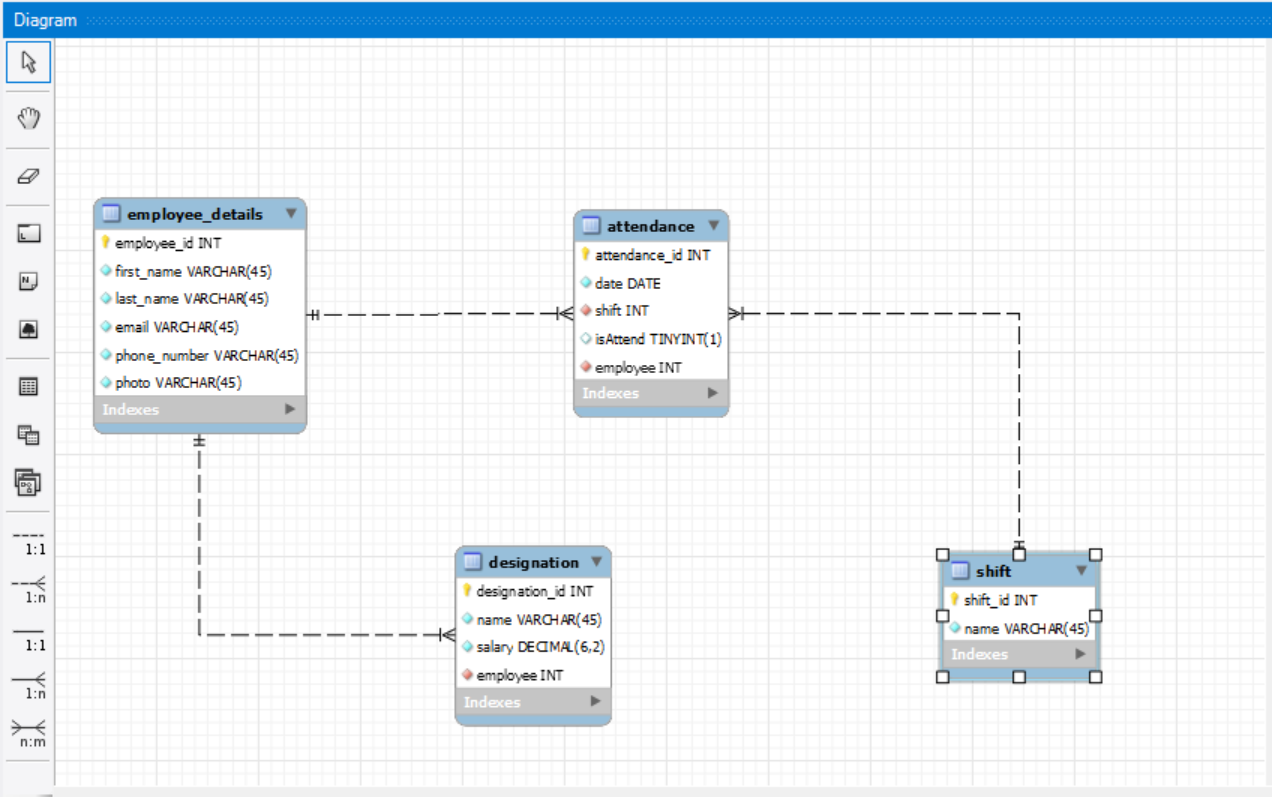 Diagram
employee_details
employee_id INT
first_name VARCHAR(45)
last_name VARCHAR(45)
email VARCHAR(45)
phone_number VARCHAR(45)
photo VARCHAR(45)
Indexes
attendance
attendance_id INT
date DATE
shift INT
isAttend TINYINT(1)
employee INT
Indexes
designation
designation_id INT
name VARCHAR(45)
salary DECIMAL(6,2)
employee INT
Indexes
shift
shift_id INT
name VARCHAR(45)
Indexes
1:1
1:n
1:1
1:n
n:m